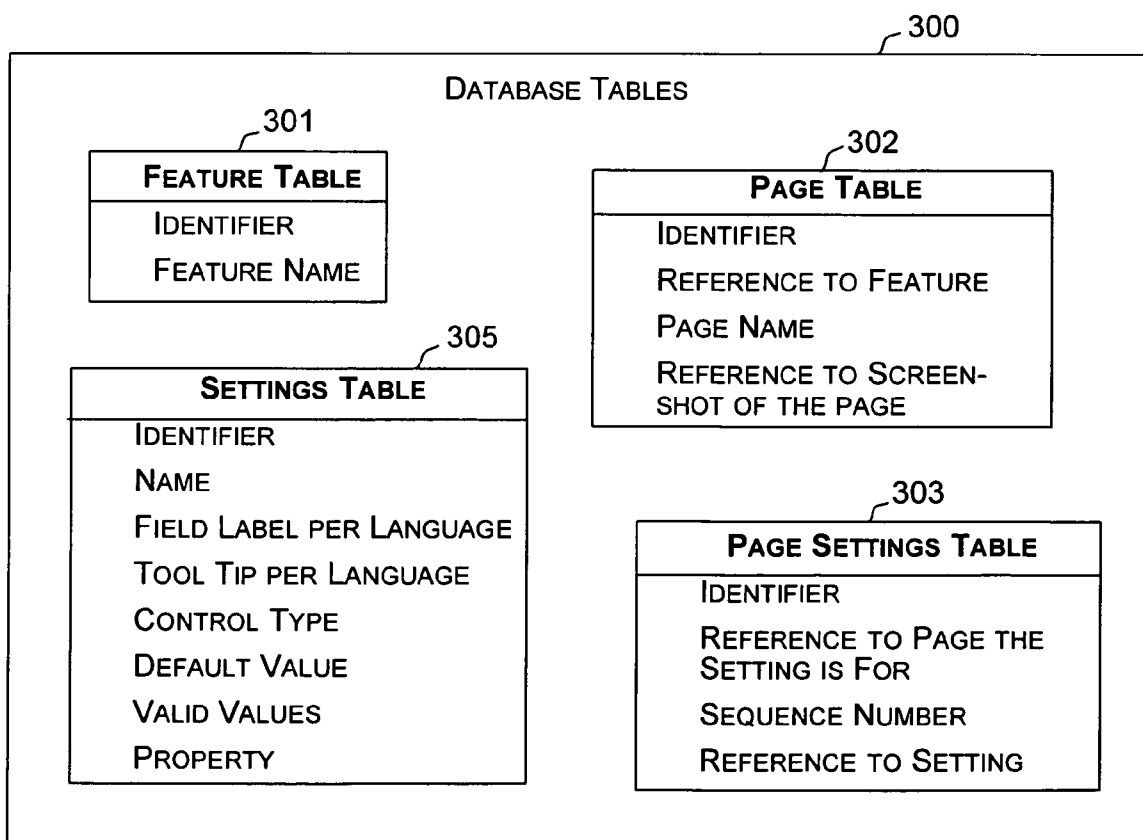 300
DATABASE TABLES
301
FEATURE TABLE
IDENTIFIER
FEATURE NAME
302
PAGE TABLE
IDENTIFIER
REFERENCE TO FEATURE
PAGE NAME
REFERENCE TO SCREEN-
SHOT OF THE PAGE
305
SETTINGS TABLE
IDENTIFIER
NAME
FIELD LABEL PER LANGUAGE
TOOL TIP PER LANGUAGE
CONTROL TYPE
DEFAULT VALUE
VALID VALUES
PROPERTY
303
PAGE SETTINGS TABLE
IDENTIFIER
REFERENCE TO PAGE THE
SETTING IS FOR
SEQUENCE NUMBER
REFERENCE TO SETTING